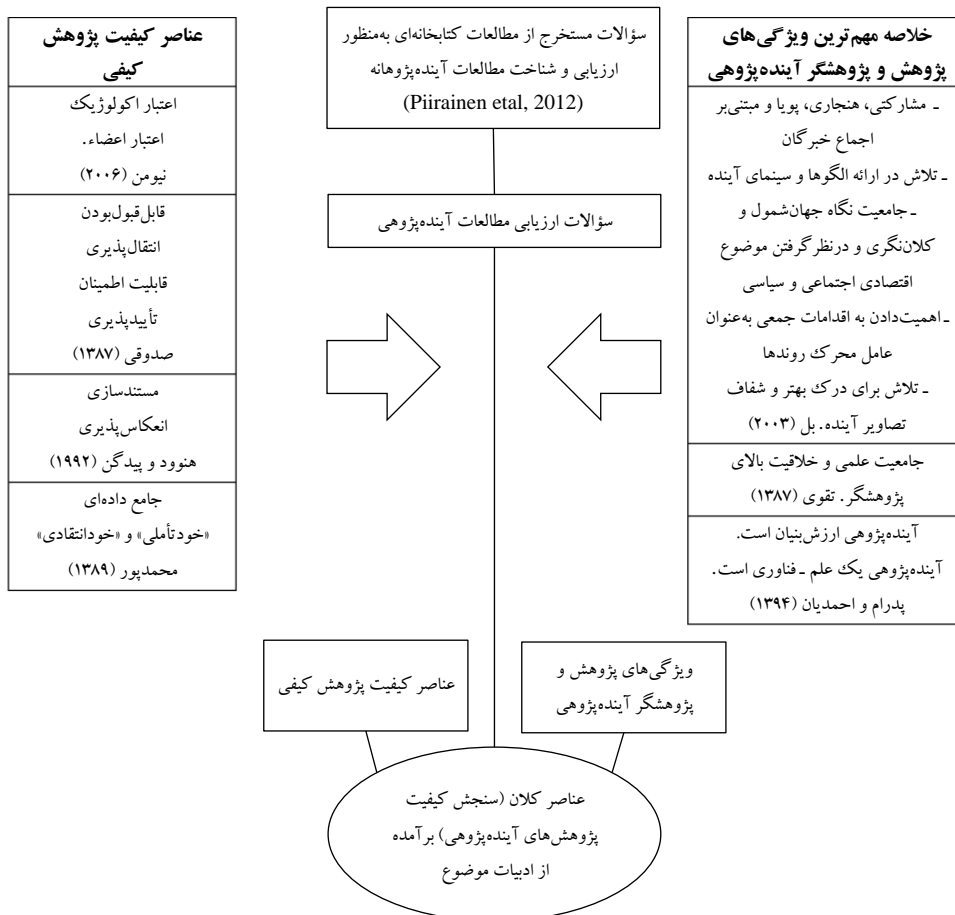 خلاصه مهم‌ترین ویژگی‌های
پژوهش و پژوهشگر آینده‌پژوهی
ـ مشارکتی، هنجاری، پویا و مبتنی‌بر
اجماع خبرگان
ـ تلاش در ارائه الگوها و سینمای آینده
ـ جامعیت نگاه جهان‌شمول و
کلان‌نگری و درنظرگرفتن موضوع
اقتصادی اجتماعی و سیاسی
ـ اهمیت‌دادن به اقدامات جمعی به‌عنوان
عامل محرک روندها
ـ تلاش برای درک بهتر و شفاف
تصاویر آینده. بل (۲۰۰۳)
جامعیت علمی و خلاقیت بالای
پژوهشگر. تقوی (۱۳۸۷)
آینده‌پژوهی ارزش‌بنیان است.
آینده‌پژوهی یک علم ـ فناوری است.
پدرام و احمدیان (۱۳۹۴)
سؤالات مستخرج از مطالعات کتابخانه‌ای به‌منظور
ارزیابی و شناخت مطالعات آینده‌پژوهانه
(Piirainen etal, 2012)
سؤالات ارزیابی مطالعات آینده‌پژوهی
عناصر کیفیت پژوهش
کیفی
اعتبار اکولوژیک
اعتبار اعضاء.
نیومن (۲۰۰۶)
قابل‌قبول‌بودن
انتقال‌پذیری
قابلیت اطمینان
تأییدپذیری
صدوقی (۱۳۸۷)
مستندسازی
انعکاس‌پذیری
هنوود و پیدگن (۱۹۹۲)
جامع داده‌ای
«خودتأملی» و «خودانتقادی»
محمدپور (۱۳۸۹)
ویژگی‌های پژوهش و
پژوهشگر آینده‌پژوهی
عناصر کیفیت پژوهش کیفی
عناصر کلان (سنجش کیفیت
پژوهش‌های آینده‌پژوهی) برآمده
از ادبیات موضوع